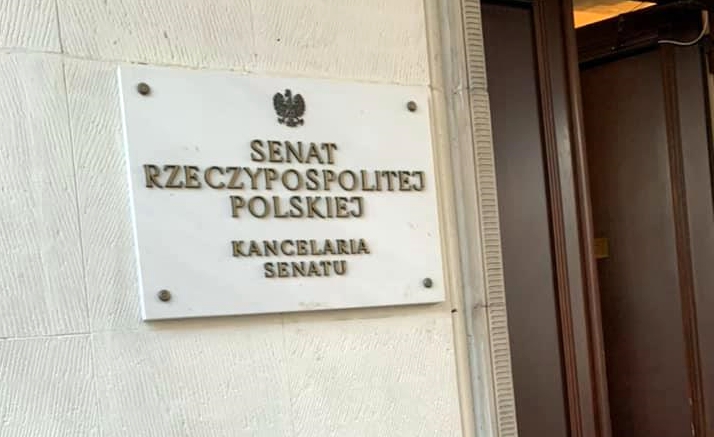 SENAT
RZECZYPOSPOLITEJ
POLSKIEJ
KANCELARIA
SENATU